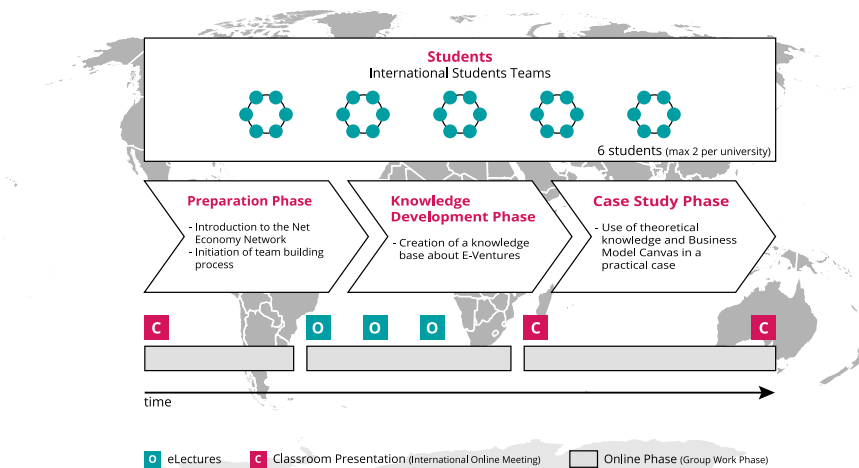 Students
International Students Teams
6 students (max 2 per university)
Preparation Phase
- Introduction to the Net
Economy Network
- Initiation of team building
process
Knowledge
Development Phase
- Creation of a knowledge
base about E-Ventures
Case Study Phase
- Use of theoretical
knowledge and Business
Model Canvas in a
practical case
C O O O C C
time
O eLectures C Classroom Presentation (International Online Meeting) Online Phase (Group Work Phase)